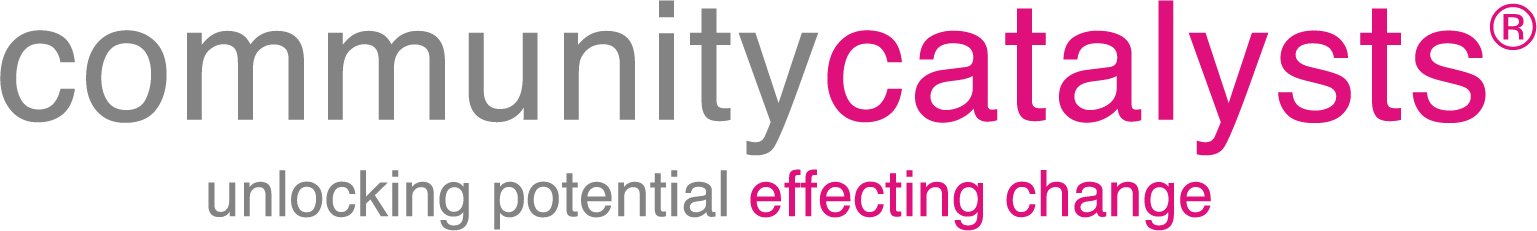 communitycatalysts®
unlocking potential effecting change